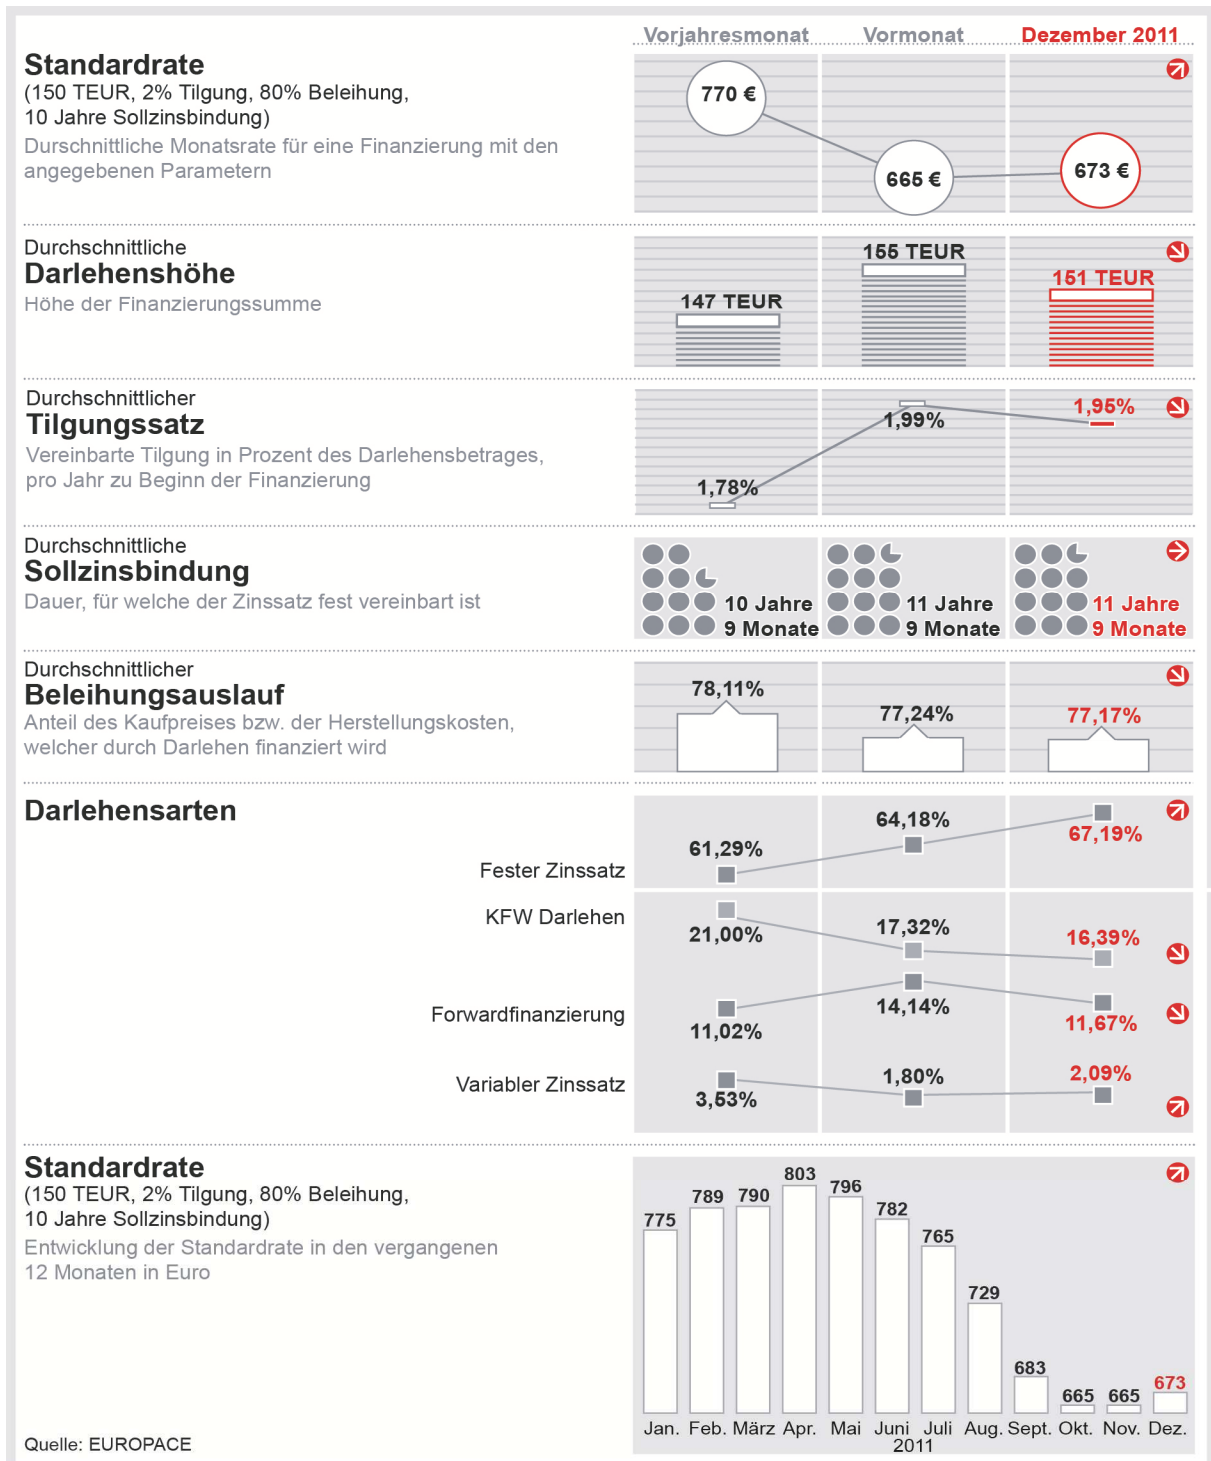 Vorjahresmonat Vormonat Dezember 2011
Standardrate
(150 TEUR, 2% Tilgung, 80% Beleihung,
10 Jahre Sollzinsbindung)
Durschnittliche Monatsrate für eine Finanzierung mit den
angegebenen Parametern
770 €
665 €
673 €
Durchschnittliche
Darlehenshöhe
Höhe der Finanzierungssumme
147 TEUR
155 TEUR
151 TEUR
Durchschnittlicher
Tilgungssatz
Vereinbarte Tilgung in Prozent des Darlehensbetrages,
pro Jahr zu Beginn der Finanzierung
1,78%
1,99%
1,95%
Durchschnittliche
Sollzinsbindung
Dauer, für welche der Zinssatz fest vereinbart ist
10 Jahre
9 Monate
11 Jahre
9 Monate
11 Jahre
9 Monate
Durchschnittlicher
Beleihungsauslauf
Anteil des Kaufpreises bzw. der Herstellungskosten,
welcher durch Darlehen finanziert wird
78,11%
77,24%
77,17%
Darlehensarten
Fester Zinssatz
61,29%
64,18%
67,19%
KFW Darlehen
21,00%
17,32%
16,39%
Forwardfinanzierung
11,02%
14,14%
11,67%
Variabler Zinssatz
3,53%
1,80%
2,09%
Standardrate
(150 TEUR, 2% Tilgung, 80% Beleihung,
10 Jahre Sollzinsbindung)
Entwicklung der Standardrate in den vergangenen
12 Monaten in Euro
775 789 790 803 796 782 765 729 683 665 665 673
Jan. Feb. März Apr. Mai Juni Juli Aug. Sept. Okt. Nov. Dez.
2011
Quelle: EUROPACE